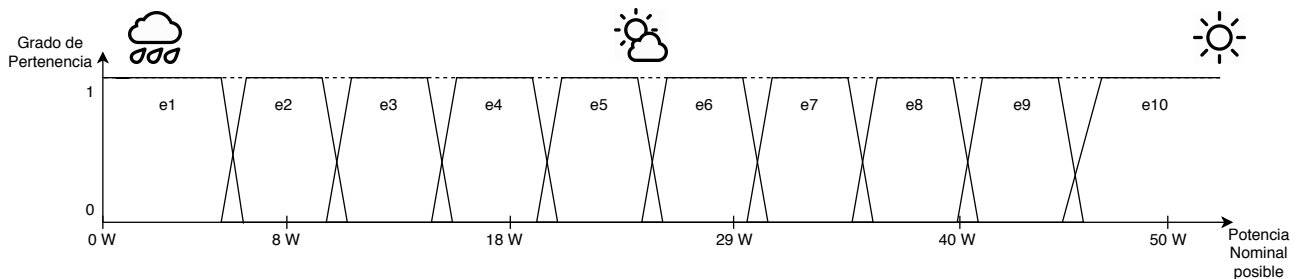 Grado de
Pertenencia
1
e1 e2 e3 e4 e5 e6 e7 e8 e9 e10
0
0 W 8 W 18 W 29 W 40 W 50 W
Potencia
Nominal
posible